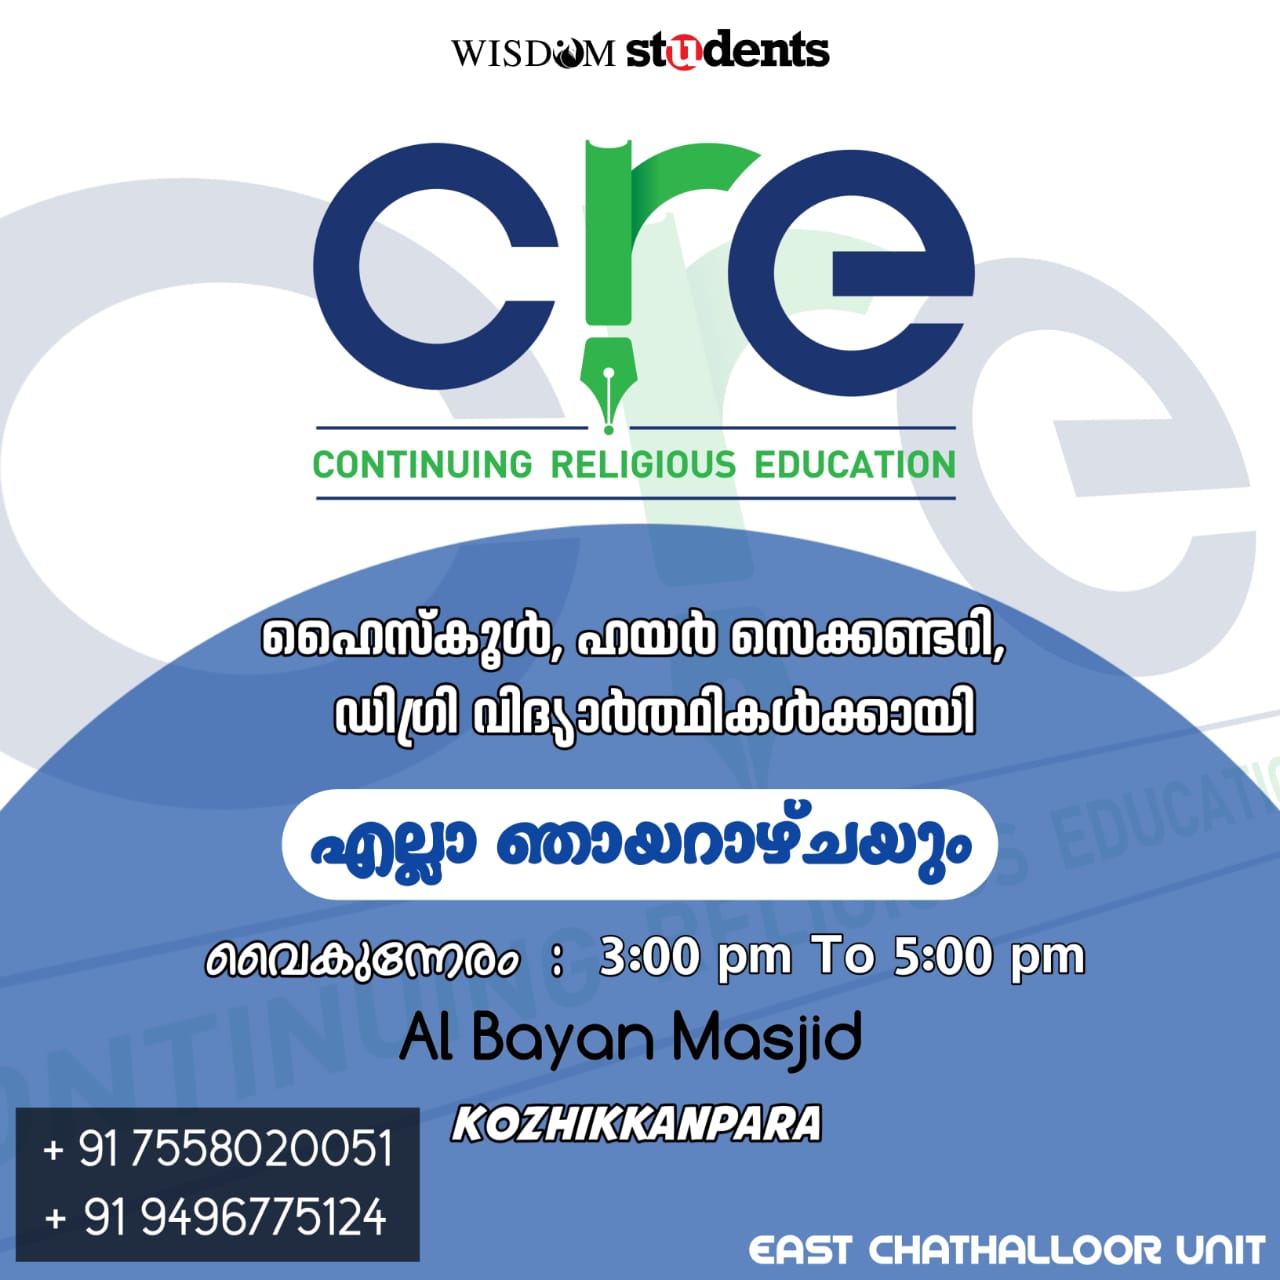 WISDOM students
cre
CONTINUING RELIGIOUS EDUCATION
ഹൈസ്കൂൾ, ഹയർ സെക്കണ്ടറി,
ഡിഗ്രി വിദ്യാർത്ഥികൾക്കായി
എല്ലാ ഞായറാഴ്ചയും
വൈകുന്നേരം : 3:00 pm To 5:00 pm
Al Bayan Masjid
KOZHIKKANPARA
+ 91 7558020051
+ 91 9496775124
EAST CHATHALLOOR UNIT